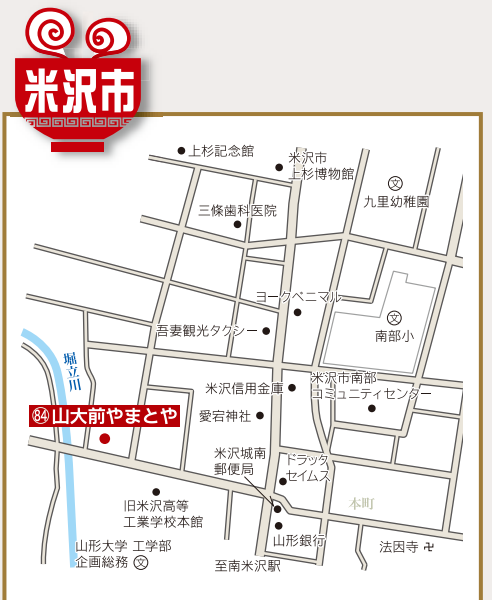 米沢市
上杉記念館
米沢市
上杉博物館
文
九里幼稚園
三條歯科医院
ヨークベニマル
文
南部小
吾妻観光タクシー
堀立川
米沢市南部
コミュニティセンター
米沢信用金庫
84 山大前やまとや
愛宕神社
米沢城南
郵便局
ドラッグ
セイムス
旧米沢高等
工業学校本館
本町
山形銀行
山形大学 工学部
企画総務 文
法因寺 卍
至南米沢駅